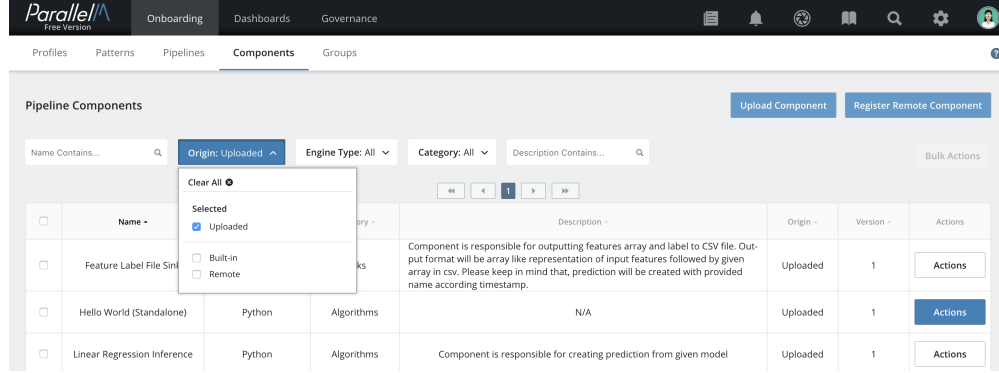 ParallelM
Free Version
Onboarding Dashboards Governance
Profiles Patterns Pipelines Components Groups
?
Pipeline Components
Upload Component Register Remote Component
Name Contains... Origin: Uploaded Engine Type: All Category: All Description Contains...
Bulk Actions
Clear All
1
Selected
Uploaded
Built-in
Remote
Name Description Origin Version Actions
Feature Label File Sink
Component is responsible for outputting features array and label to CSV file. Out-
put format will be array like representation of input features followed by given
array in csv. Please keep in mind that, prediction will be created with provided
name according timestamp.
Uploaded 1 Actions
Hello World (Standalone) Python Algorithms N/A Uploaded 1 Actions
Linear Regression Inference Python Algorithms Component is responsible for creating prediction from given model Uploaded 1 Actions